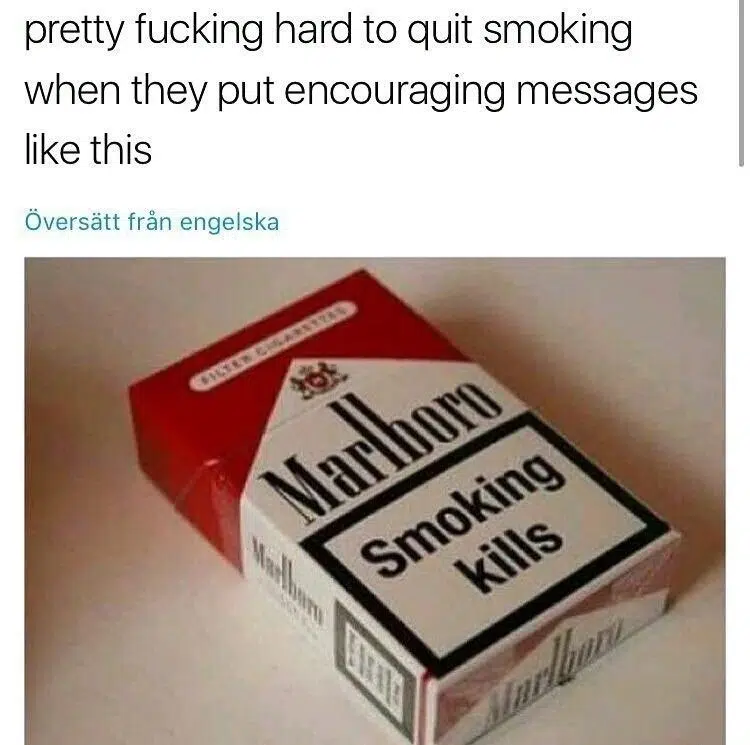 pretty fucking hard to quit smoking
when they put encouraging messages
like this
Översätt från engelska
FILTER CIGARETTES
Marlboro
Smoking
kills
Marlboro
Marlboro